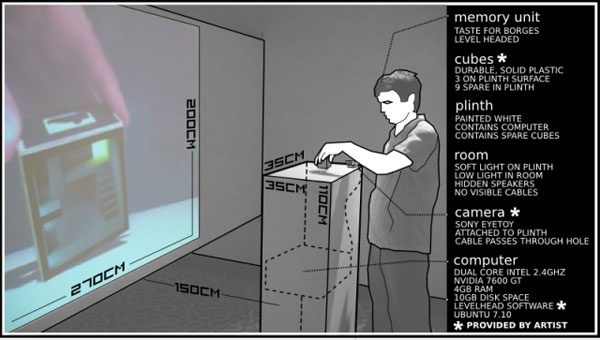 200CM
270CM
150CM
35CM
35CM
110CM
memory unit
TASTE FOR BORGES
LEVEL HEADED
cubes *
DURABLE, SOLID PLASTIC
3 ON PLINTH SURFACE
9 SPARE IN PLINTH
plinth
PAINTED WHITE
CONTAINS COMPUTER
CONTAINS SPARE CUBES
room
SOFT LIGHT ON PLINTH
LOW LIGHT IN ROOM
HIDDEN SPEAKERS
NO VISIBLE CABLES
camera *
SONY EYETOY
ATTACHED TO PLINTH
CABLE PASSES THROUGH HOLE
computer
DUAL CORE INTEL 2.4GHZ
NVIDIA 7600 GT
4GB RAM
10GB DISK SPACE
LEVELHEAD SOFTWARE *
UBUNTU 7.10
* PROVIDED BY ARTIST